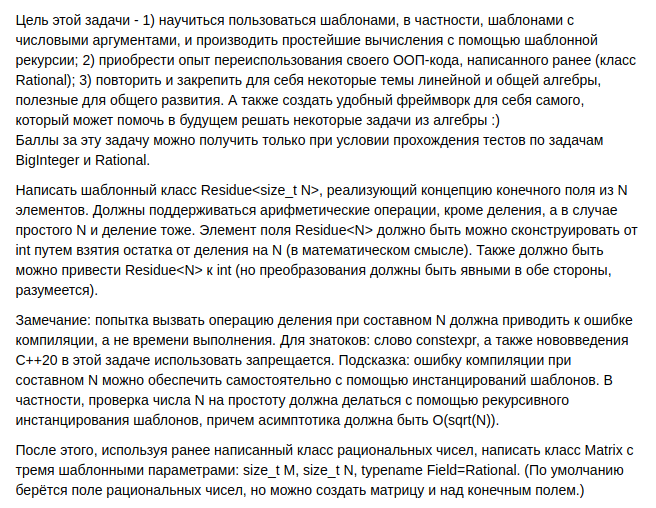 Цель этой задачи - 1) научиться пользоваться шаблонами, в частности, шаблонами с
числовыми аргументами, и производить простейшие вычисления с помощью шаблонной
рекурсии; 2) приобрести опыт переиспользования своего ООП-кода, написанного ранее (класс
Rational); 3) повторить и закрепить для себя некоторые темы линейной и общей алгебры,
полезные для общего развития. А также создать удобный фреймворк для себя самого,
который может помочь в будущем решать некоторые задачи из алгебры :)
Баллы за эту задачу можно получить только при условии прохождения тестов по задачам
BigInteger и Rational.
Написать шаблонный класс Residue<size_t N>, реализующий концепцию конечного поля из N
элементов. Должны поддерживаться арифметические операции, кроме деления, а в случае
простого N и деление тоже. Элемент поля Residue<N> должно быть можно сконструировать от
int путем взятия остатка от деления на N (в математическом смысле). Также должно быть
можно привести Residue<N> к int (но преобразования должны быть явными в обе стороны,
разумеется).
Замечание: попытка вызвать операцию деления при составном N должна приводить к ошибке
компиляции, а не времени выполнения. Для знатоков: слово constexpr, а также нововведения
C++20 в этой задаче использовать запрещается. Подсказка: ошибку компиляции при
составном N можно обеспечить самостоятельно с помощью инстанцирований шаблонов. В
частности, проверка числа N на простоту должна делаться с помощью рекурсивного
инстанцирования шаблонов, причем асимптотика должна быть O(sqrt(N)).
После этого, используя ранее написанный класс рациональных чисел, написать класс Matrix с
тремя шаблонными параметрами: size_t M, size_t N, typename Field=Rational. (По умолчанию
берётся поле рациональных чисел, но можно создать матрицу и над конечным полем.)